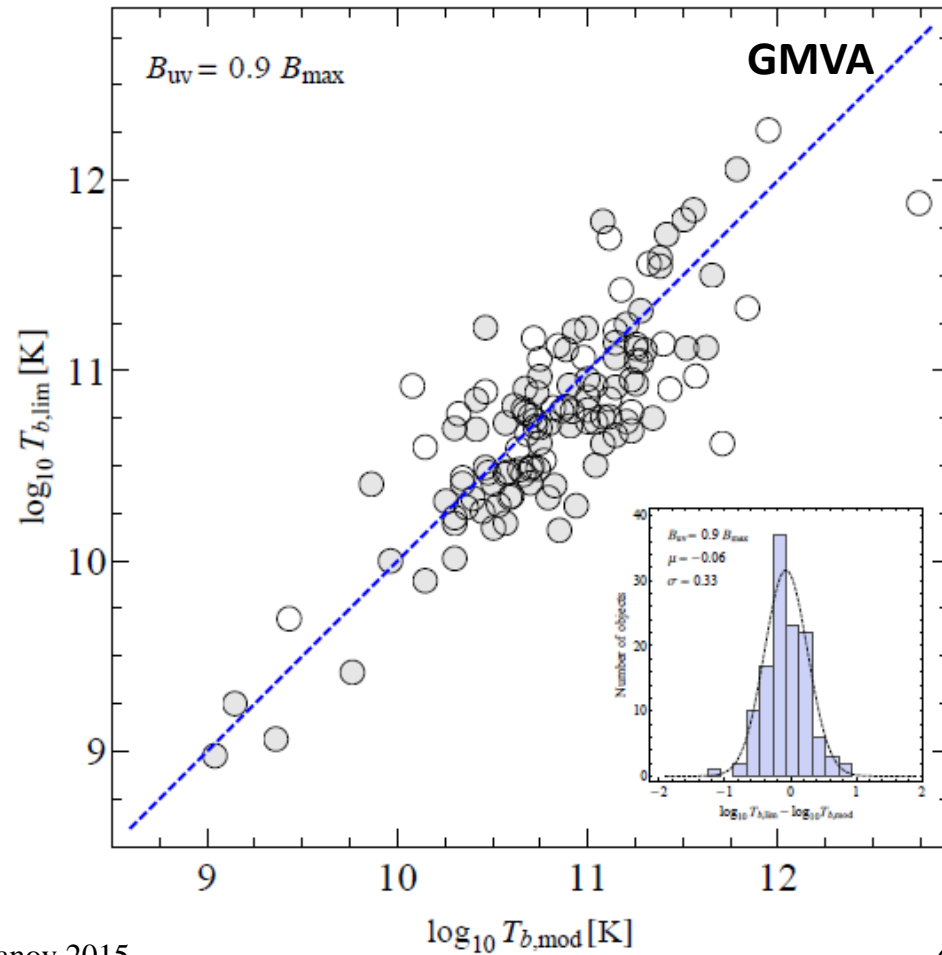 B_uv = 0.9 B_max
GMVA
12
11
10
9
log₁₀ T_b,lim [K]
40
30
20
10
0
B_uv = 0.9 B_max
μ = −0.06
σ = 0.33
Number of objects
−2 −1 0 1 2
log₁₀ T_b,lim − log₁₀ T_b,mod
9 10 11 12
log₁₀ T_b,mod [K]
2015